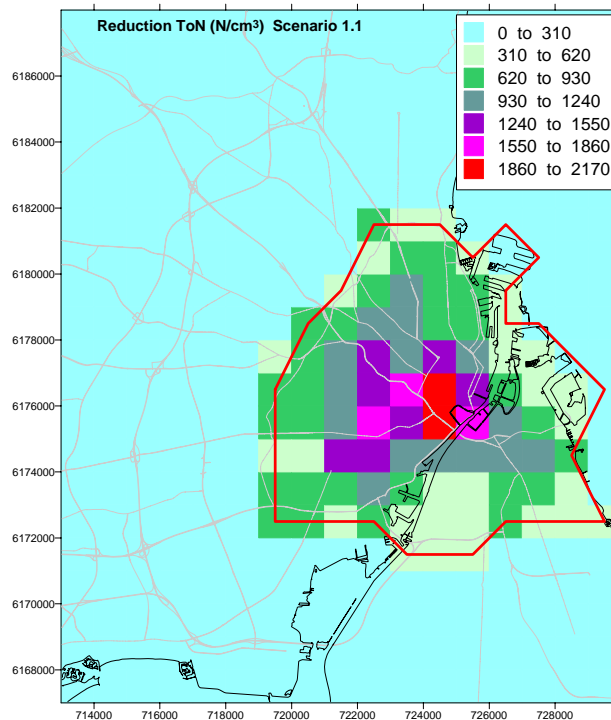 Reduction ToN (N/cm³) Scenario 1.1
0 to 310
310 to 620
620 to 930
930 to 1240
1240 to 1550
1550 to 1860
1860 to 2170
6186000
6184000
6182000
6180000
6178000
6176000
6174000
6172000
6170000
6168000
714000 716000 718000 720000 722000 724000 726000 728000